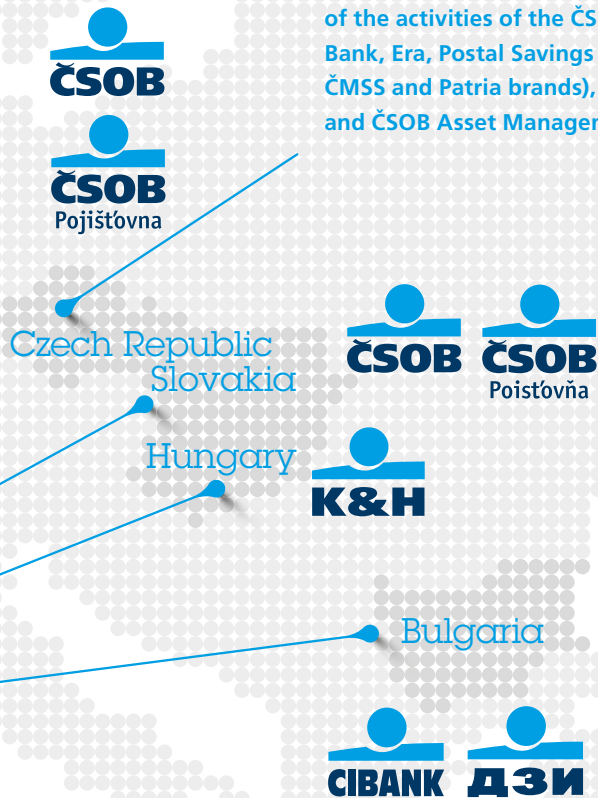 of the activities of the ČS
Bank, Era, Postal Savings
ČMSS and Patria brands),
and ČSOB Asset Manager
ČSOB
ČSOB
Pojišťovna
Czech Republic
Slovakia
ČSOB ČSOB
Poisťovňa
Hungary
K&H
Bulgaria
CIBANK ДЗИ